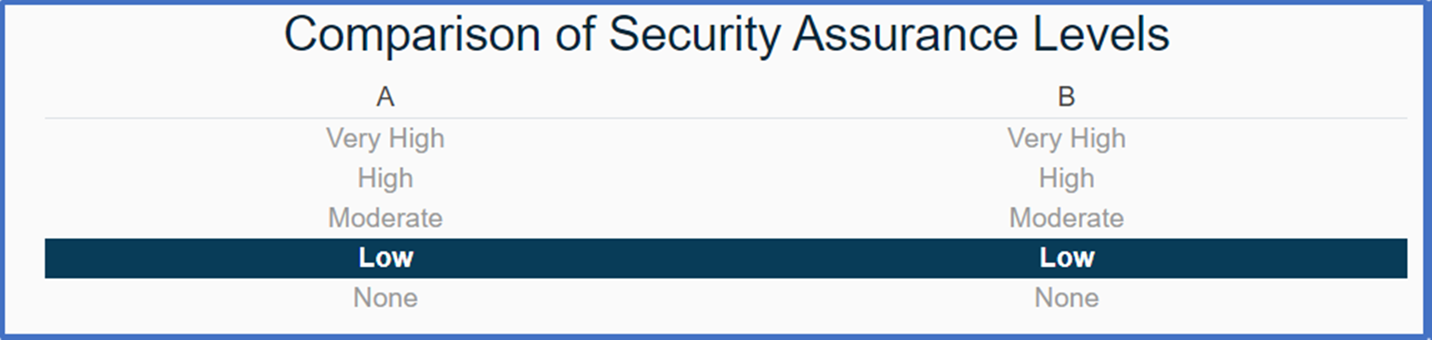 Comparison of Security Assurance Levels
A B
Very High Very High
High High
Moderate Moderate
Low Low
None None